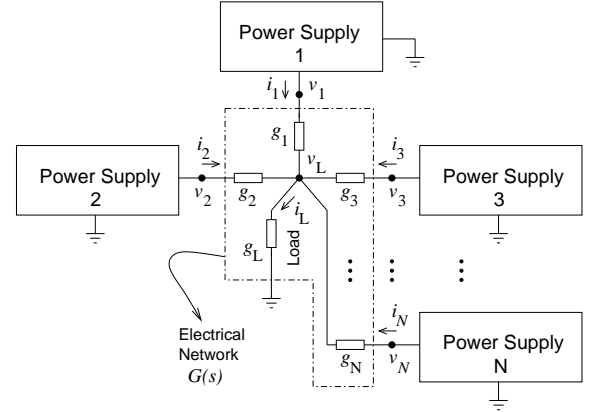 Power Supply
1
i1
v1
g1
i2
vL
i3
Power Supply
2
v2
g2
g3
v3
Power Supply
3
iL
gL
Load
Electrical
Network
G(s)
iN
gN
vN
Power Supply
N